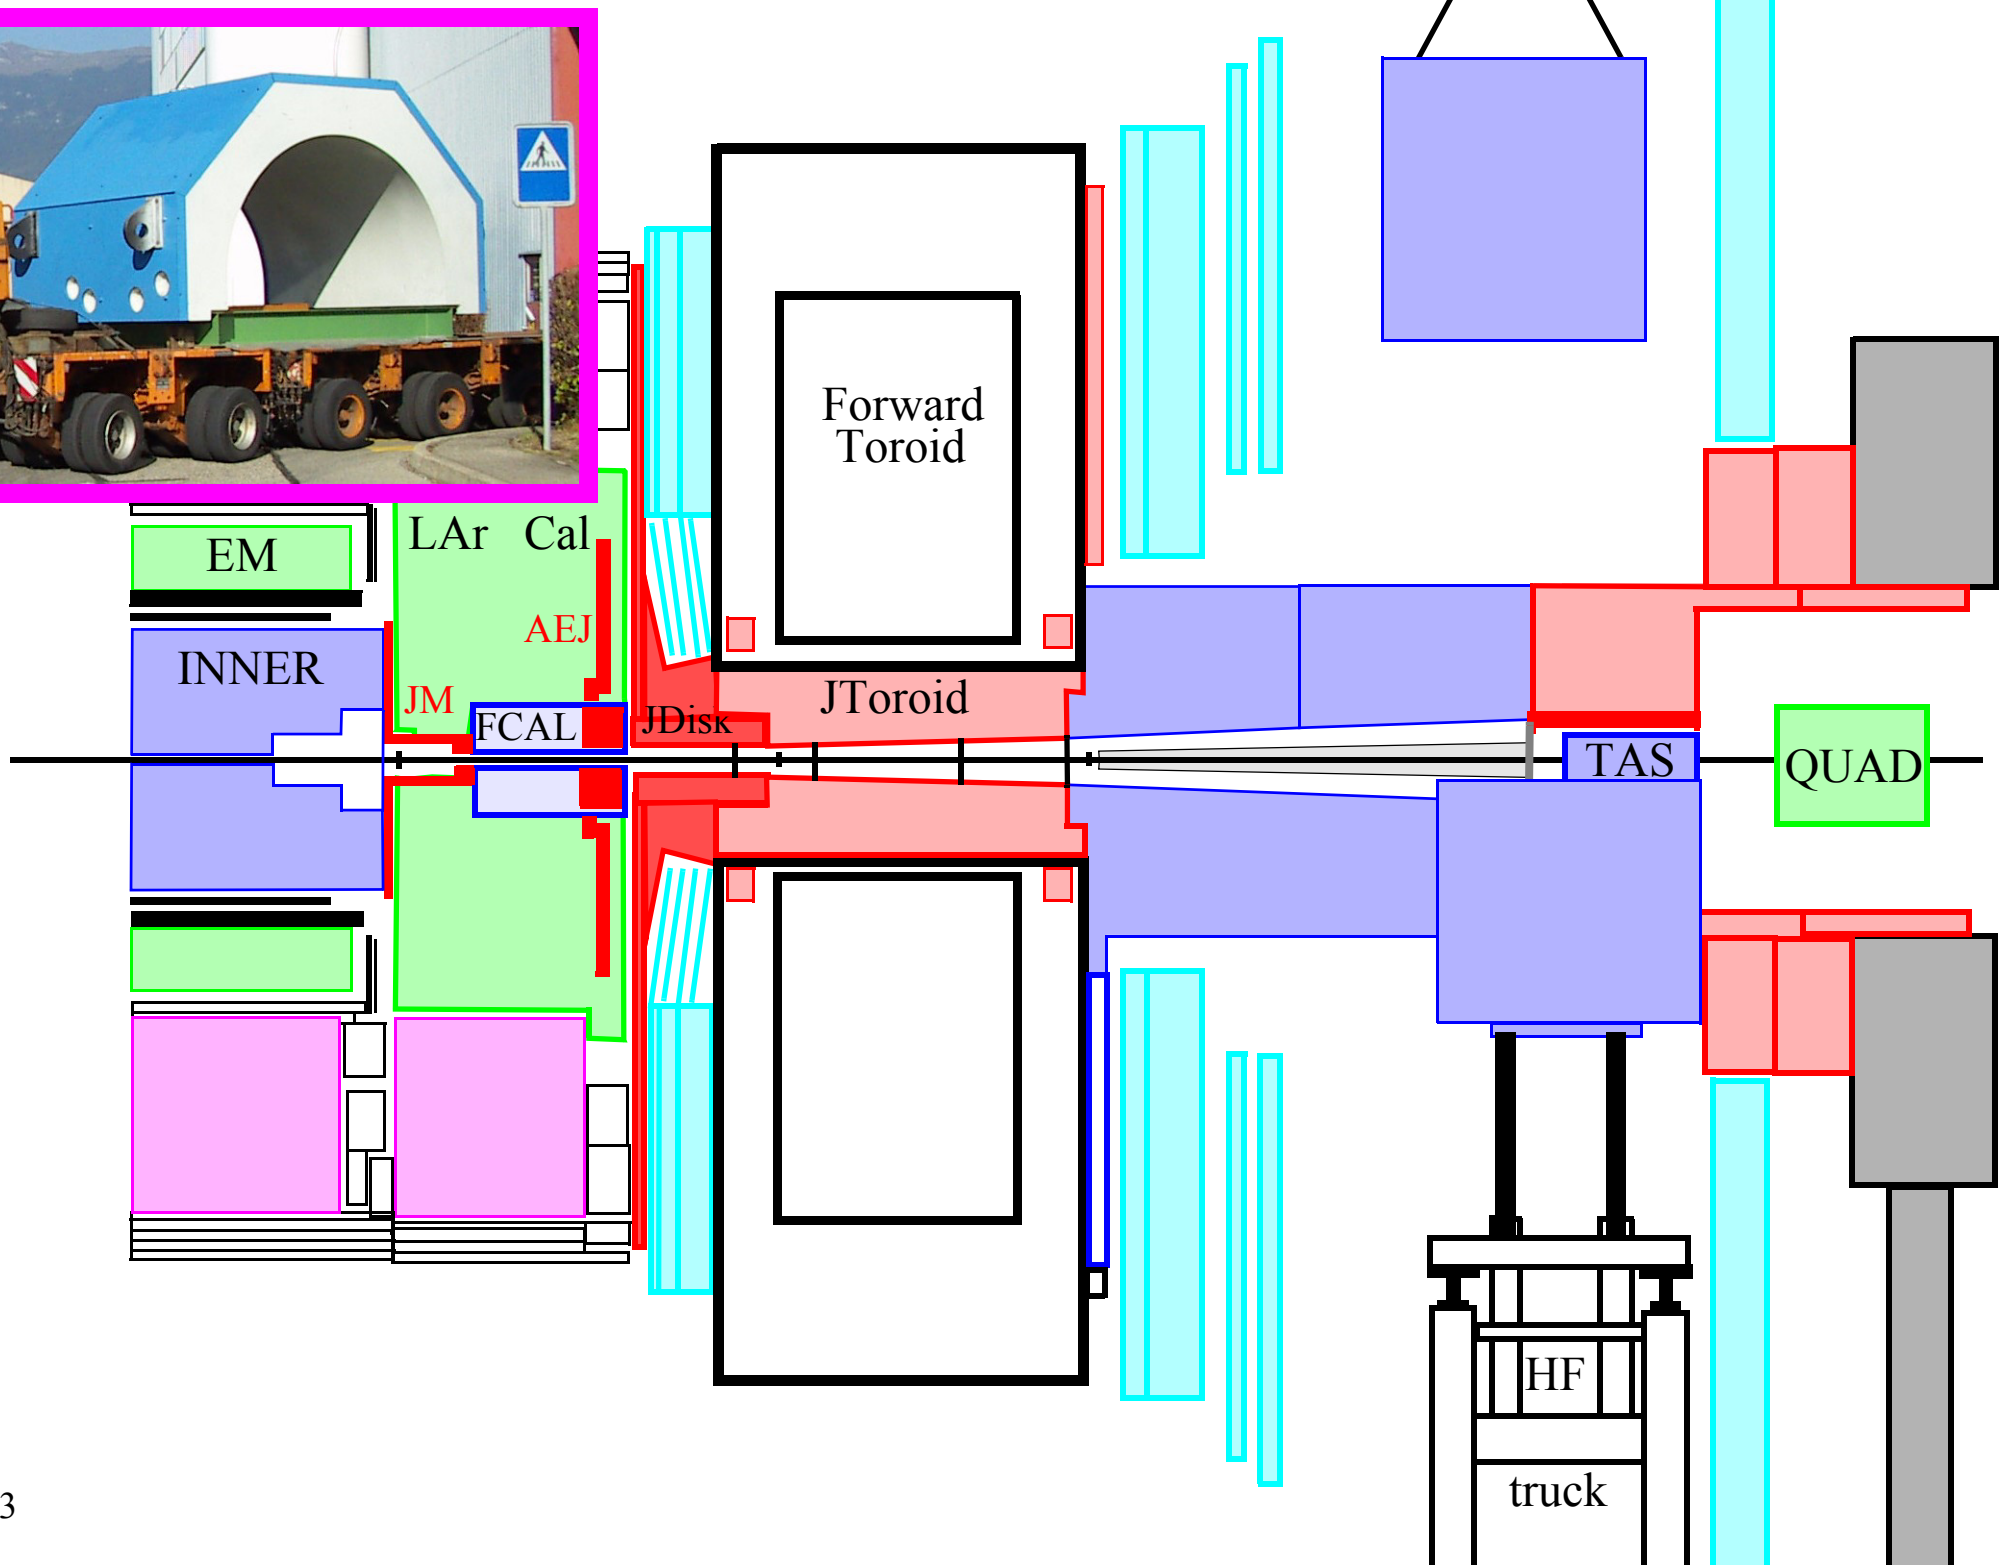 Forward
Toroid
LAr Cal
EM
AEJ
INNER
JM
FCAL
JDisk
JToroid
TAS
QUAD
HF
truck
3